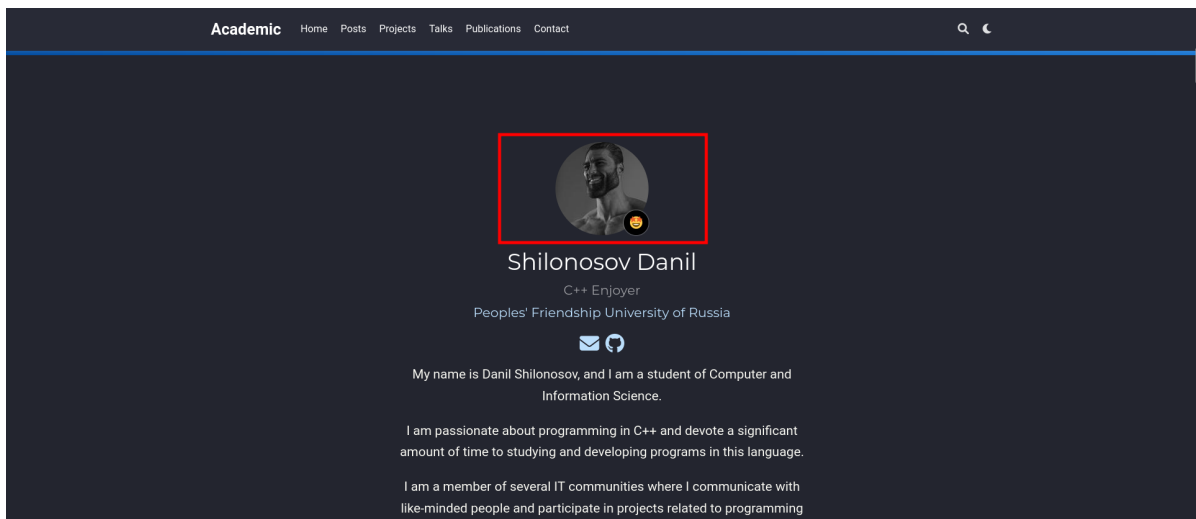 Academic Home Posts Projects Talks Publications Contact
Shilonosov Danil
C++ Enjoyer
Peoples' Friendship University of Russia
My name is Danil Shilonosov, and I am a student of Computer and
Information Science.
I am passionate about programming in C++ and devote a significant
amount of time to studying and developing programs in this language.
I am a member of several IT communities where I communicate with
like-minded people and participate in projects related to programming